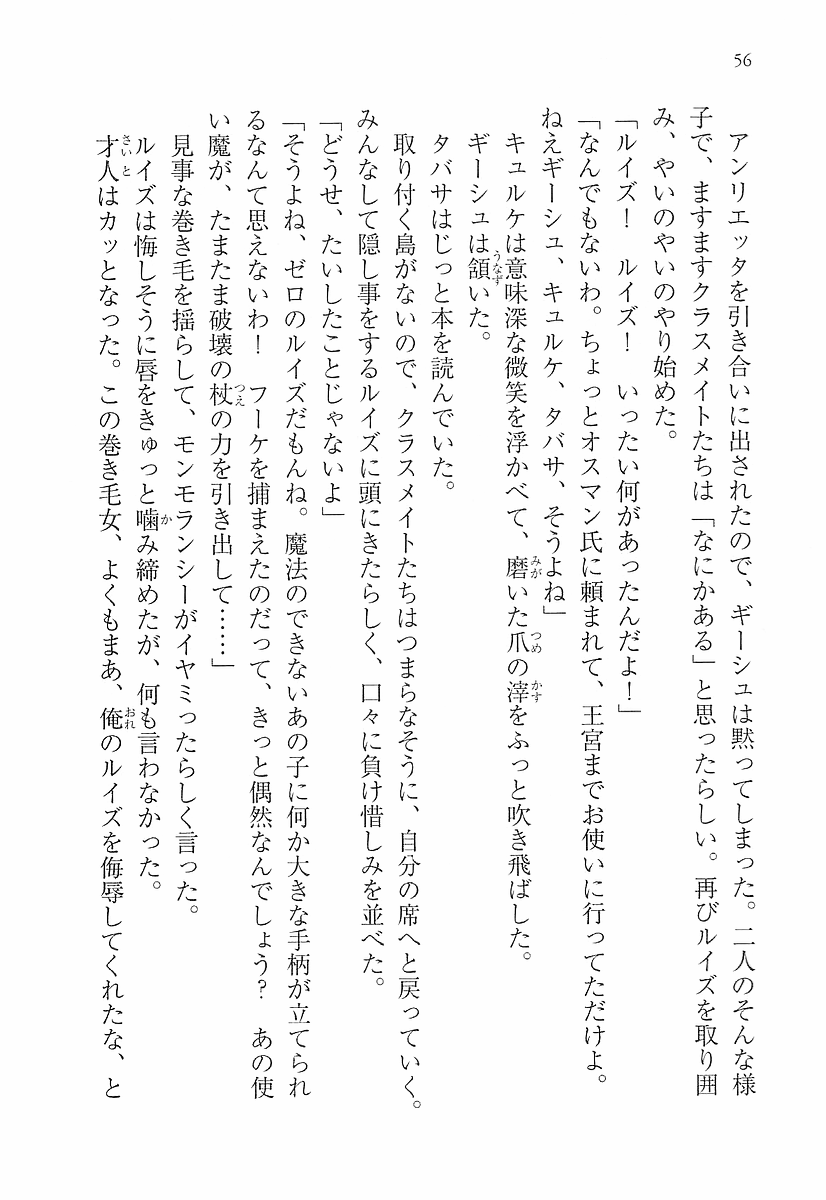 56
アンリエッタを引き合いに出されたので、ギーシュは黙ってしまった。二人のそんな様
子で、ますますクラスメイトたちは「なにかある」と思ったらしい。再びルイズを取り囲
み、やいのやいのやり始めた。
「ルイズ！　ルイズ！　いったい何があったんだよ！」
「なんでもないわ。ちょっとオスマン氏に頼まれて、王宮までお使いに行ってただけよ。
ねえギーシュ、キュルケ、タバサ、そうよね」
キュルケは意味深な微笑を浮かべて、磨いた爪の滓をふっと吹き飛ばした。
ギーシュは頷いた。
タバサはじっと本を読んでいた。
取り付く島がないので、クラスメイトたちはつまらなそうに、自分の席へと戻っていく。
みんなして隠し事をするルイズに頭にきたらしく、口々に負け惜しみを並べた。
「どうせ、たいしたことじゃないよ」
「そうよね、ゼロのルイズだもんね。魔法のできないあの子に何か大きな手柄が立てられ
るなんて思えないわ！　フーケを捕まえたのだって、きっと偶然なんでしょう？　あの使
い魔が、たまたま破壊の杖の力を引き出して……」
見事な巻き毛を揺らして、モンモランシーがイヤミったらしく言った。
ルイズは悔しそうに唇をきゅっと噛み締めたが、何も言わなかった。
才人はカッとなった。この巻き毛女、よくもまあ、俺のルイズを侮辱してくれたな、と